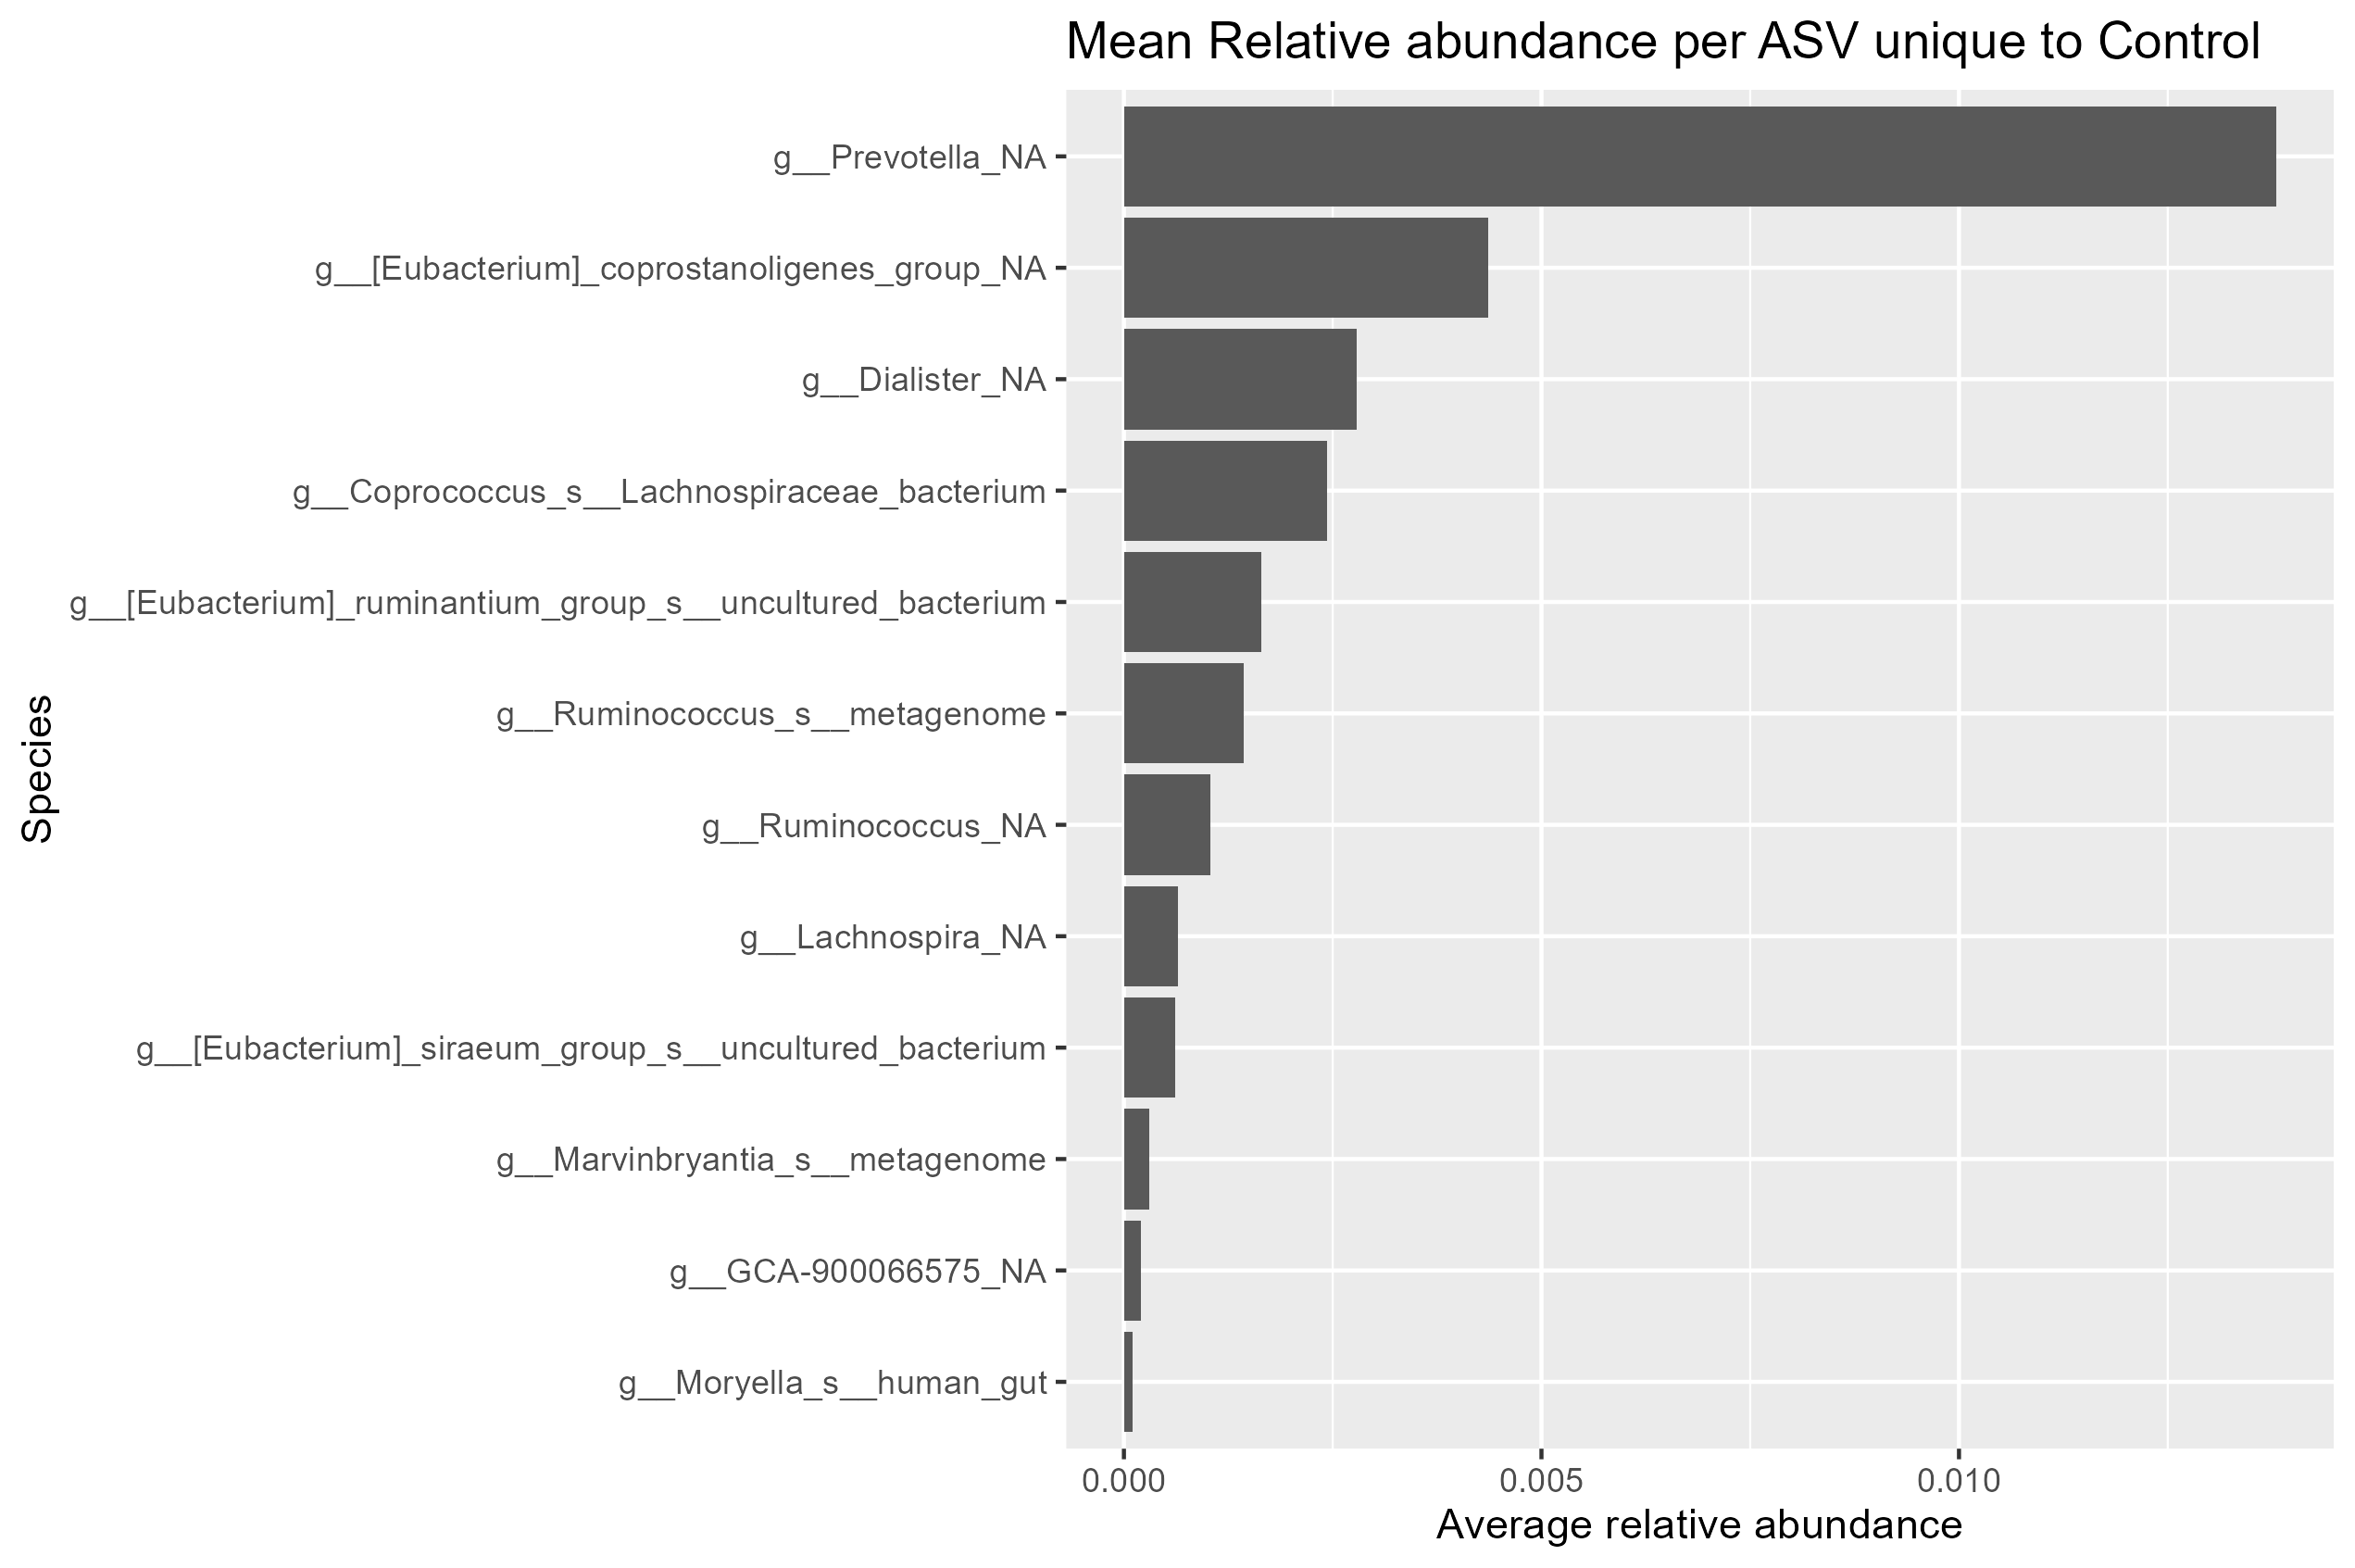 Mean Relative abundance per ASV unique to Control
g__Prevotella_NA
g__[Eubacterium]_coprostanoligenes_group_NA
g__Dialister_NA
g__Coprococcus_s__Lachnospiraceae_bacterium
g__[Eubacterium]_ruminantium_group_s__uncultured_bacterium
g__Ruminococcus_s__metagenome
g__Ruminococcus_NA
g__Lachnospira_NA
g__[Eubacterium]_siraeum_group_s__uncultured_bacterium
g__Marvinbryantia_s__metagenome
g__GCA-900066575_NA
g__Moryella_s__human_gut
Species
0.000 0.005 0.010
Average relative abundance